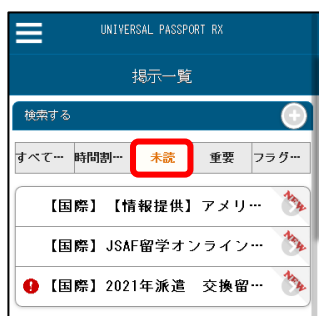 UNIVERSAL PASSPORT RX
掲示一覧
検索する
すべて… 時間割… 未読 重要 フラグ…
【国際】【情報提供】アメリ… NEW
【国際】JSAF留学オンライン… NEW
【国際】2021年派遣　交換留… NEW